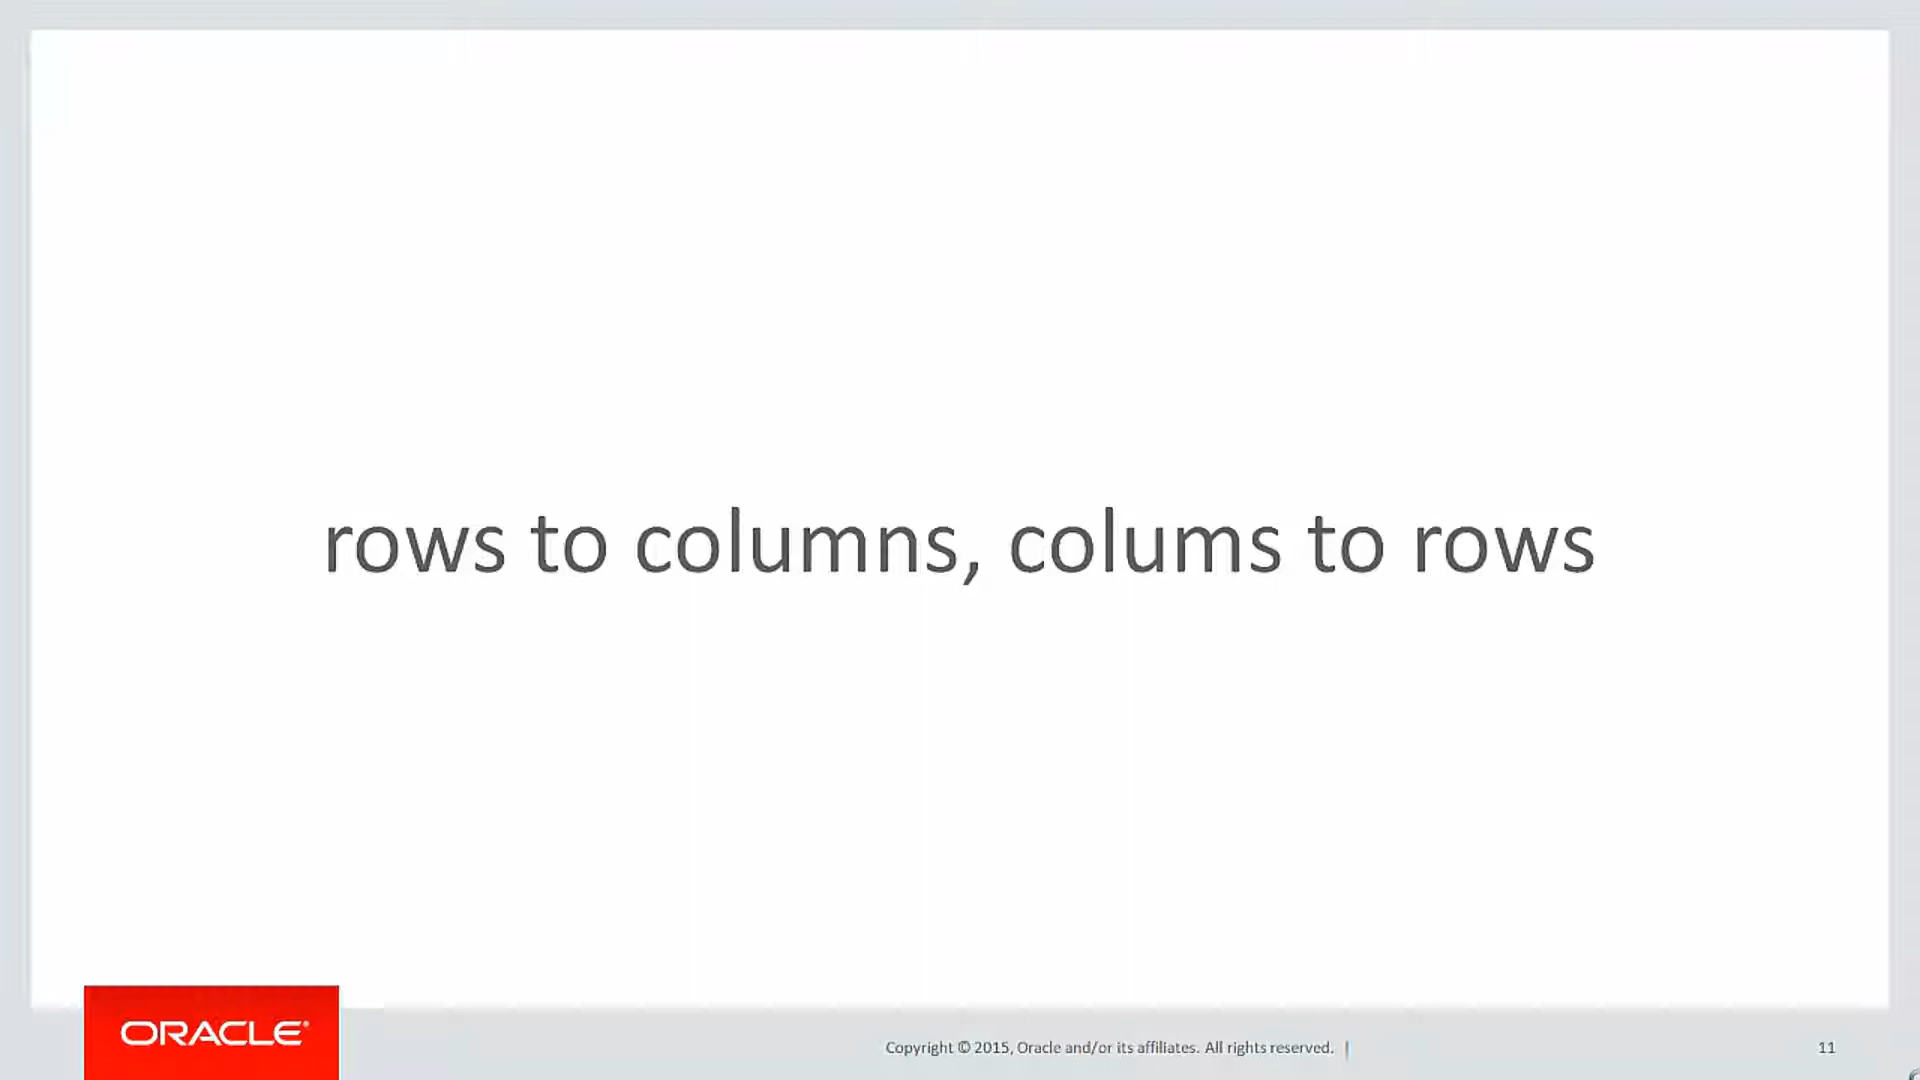 rows to columns, colums to rows
ORACLE®
Copyright © 2015, Oracle and/or its affiliates. All rights reserved. |
11